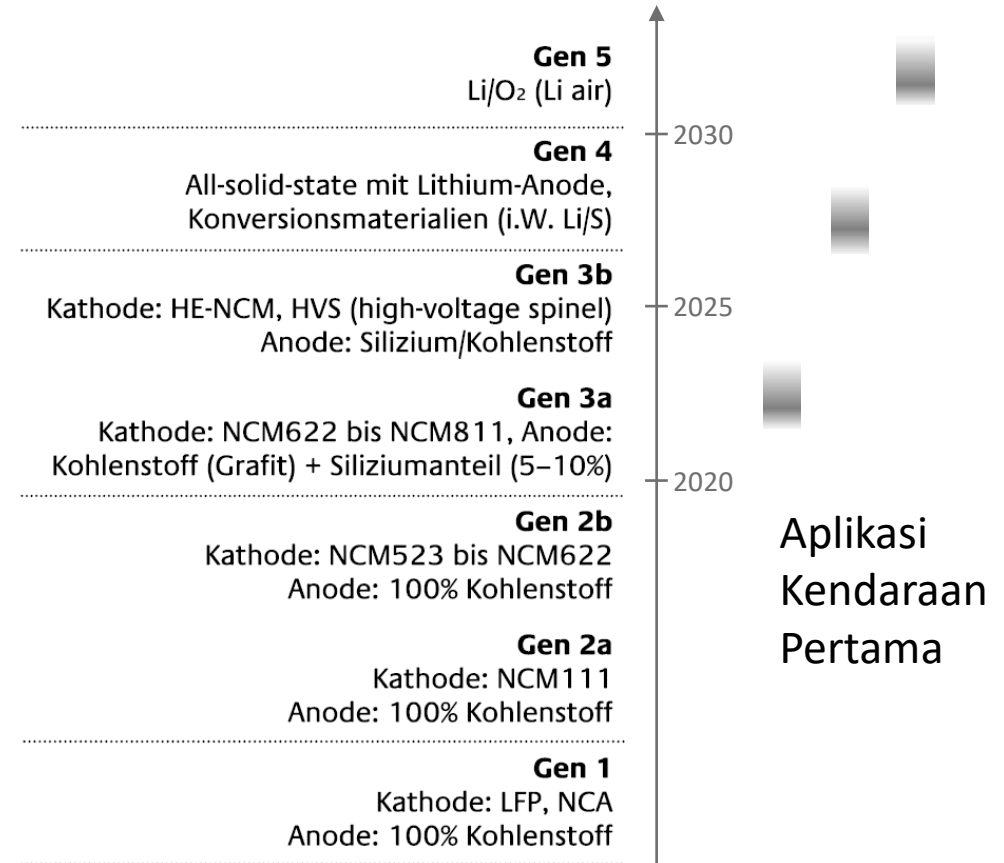 Gen 5
Li/O₂ (Li air)
2030
Gen 4
All-solid-state mit Lithium-Anode,
Konversionsmaterialien (i.W. Li/S)
Gen 3b
Kathode: HE-NCM, HVS (high-voltage spinel)
Anode: Silizium/Kohlenstoff
2025
Gen 3a
Kathode: NCM622 bis NCM811, Anode:
Kohlenstoff (Grafit) + Siliziumanteil (5–10%)
2020
Gen 2b
Kathode: NCM523 bis NCM622
Anode: 100% Kohlenstoff
Gen 2a
Kathode: NCM111
Anode: 100% Kohlenstoff
Gen 1
Kathode: LFP, NCA
Anode: 100% Kohlenstoff
Aplikasi
Kendaraan
Pertama